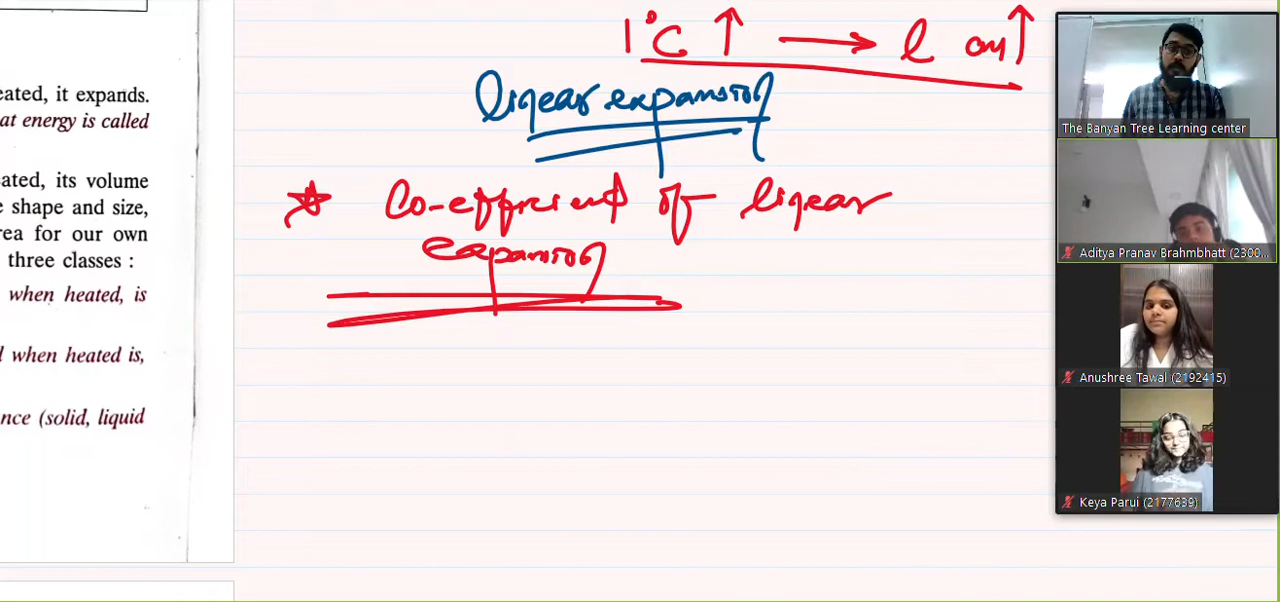 1°C ↑ → l on ↑
eated, it expands.
at energy is called
linear expansion
ated, its volume
e shape and size,
rea for our own
three classes :
when heated, is
d when heated is,
nce (solid, liquid
☆ Co-efficient of linear
expansion
The Banyan Tree Learning center
Aditya Pranav Brahmbhatt (2300...
Anushree Tawal (2192415)
Keya Parui (2177639)